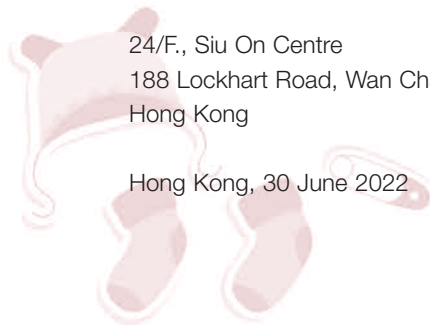 24/F., Siu On Centre
188 Lockhart Road, Wan Ch
Hong Kong
Hong Kong, 30 June 2022